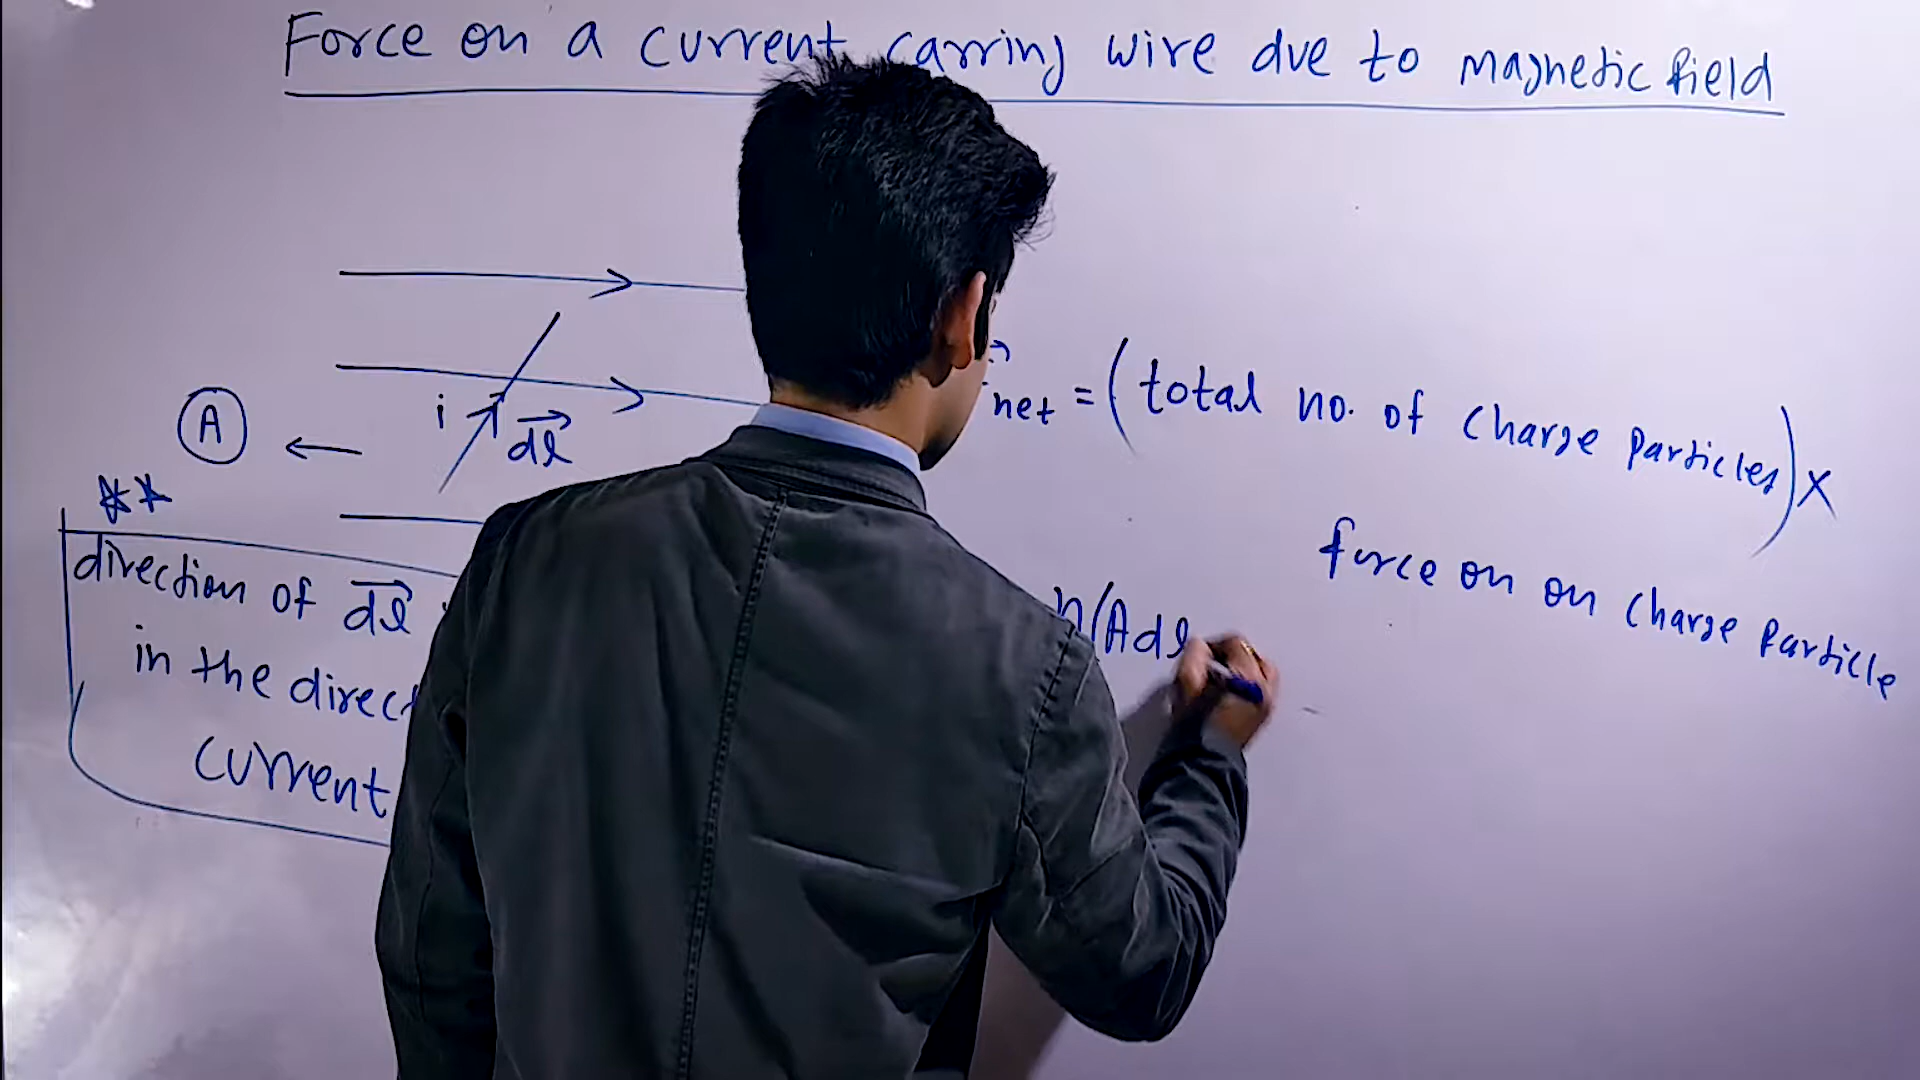 Force on a current carring wire due to magnetic field
i
dl
A
**
direction of dl
in the direct
current
net = (total no. of charge particles) ×
force on on charge particle
n(Adl